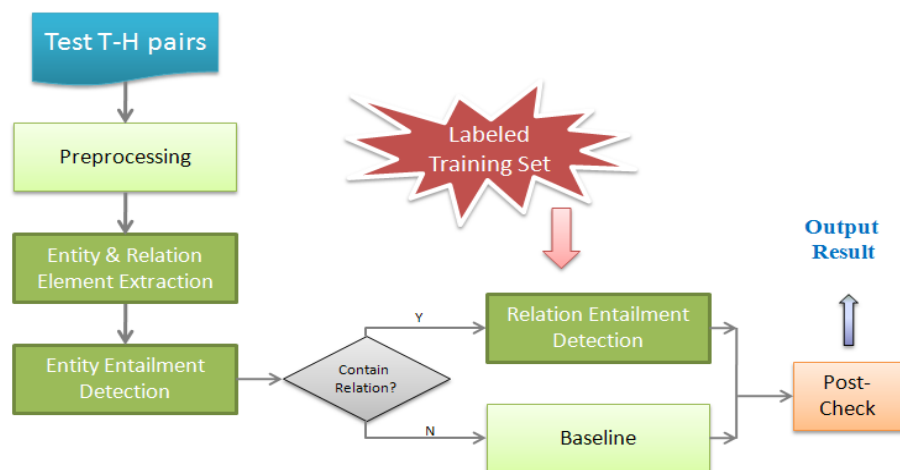 Test T-H pairs
Preprocessing
Entity & Relation
Element Extraction
Entity Entailment
Detection
Contain
Relation?
Y
N
Labeled
Training Set
Relation Entailment
Detection
Baseline
Post-
Check
Output
Result